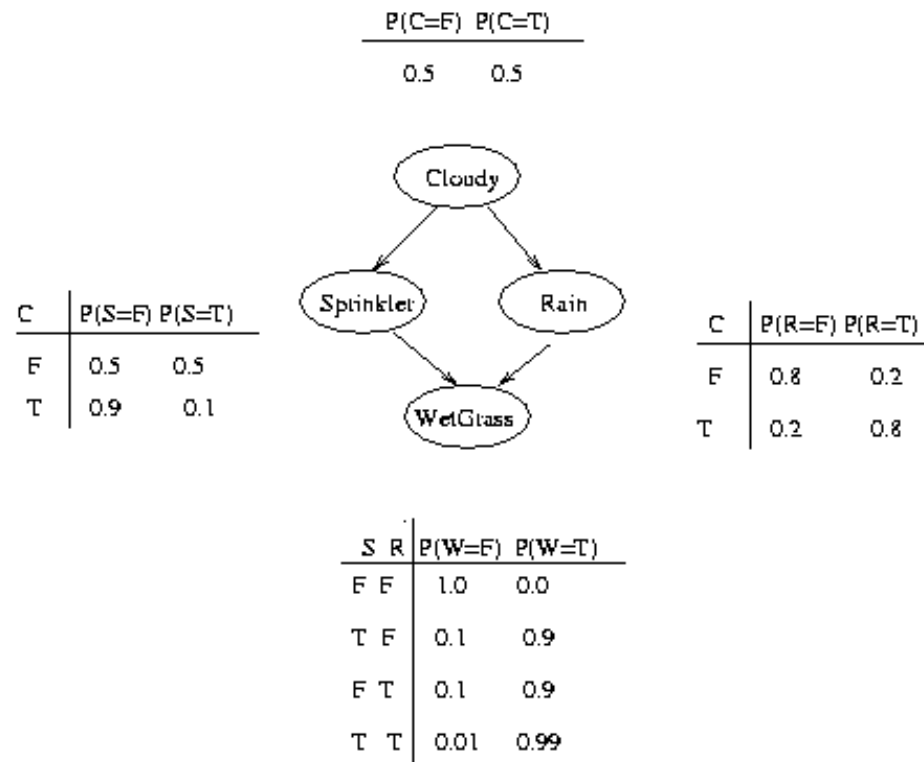 P(C=F) P(C=T)
0.5 0.5
Cloudy
Sprinkler Rain
WetGrass
C P(S=F) P(S=T)
F 0.5 0.5
T 0.9 0.1
C P(R=F) P(R=T)
F 0.8 0.2
T 0.2 0.8
S R P(W=F) P(W=T)
F F 1.0 0.0
T F 0.1 0.9
F T 0.1 0.9
T T 0.01 0.99